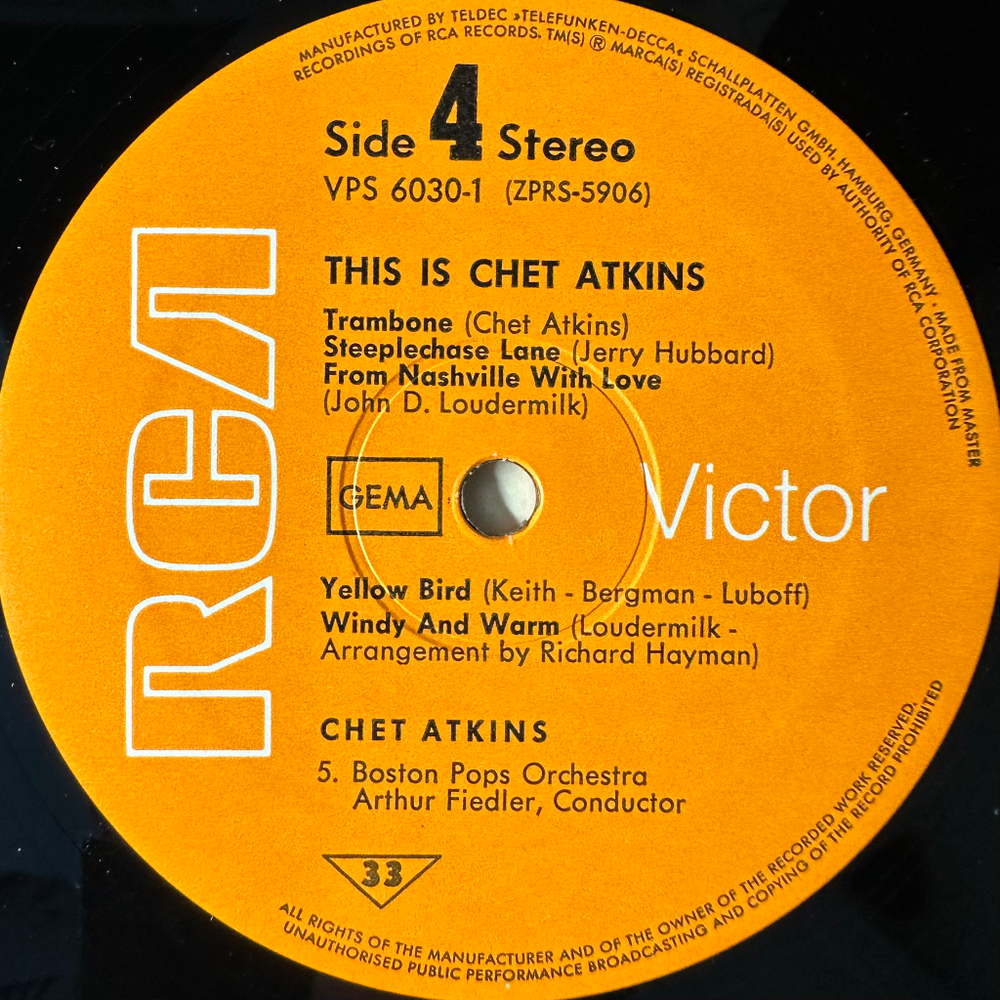 MANUFACTURED BY TELDEC »TELEFUNKEN-DECCA« SCHALLPLATTEN GMBH. HAMBURG, GERMANY · MADE FROM MASTER
RECORDINGS OF RCA RECORDS. TM(S) ® MARCA(S) REGISTRADA(S) USED BY AUTHORITY OF RCA CORPORATION
Side 4 Stereo
VPS 6030-1 (ZPRS-5906)
RCA
THIS IS CHET ATKINS
Trambone (Chet Atkins)
Steeplechase Lane (Jerry Hubbard)
From Nashville With Love
(John D. Loudermilk)
GEMA
Victor
Yellow Bird (Keith - Bergman - Luboff)
Windy And Warm (Loudermilk -
Arrangement by Richard Hayman)
CHET ATKINS
5. Boston Pops Orchestra
Arthur Fiedler, Conductor
33
ALL RIGHTS OF THE MANUFACTURER AND OF THE OWNER OF THE RECORDED WORK RESERVED.
UNAUTHORISED PUBLIC PERFORMANCE BROADCASTING AND COPYING OF THE RECORD PROHIBITED